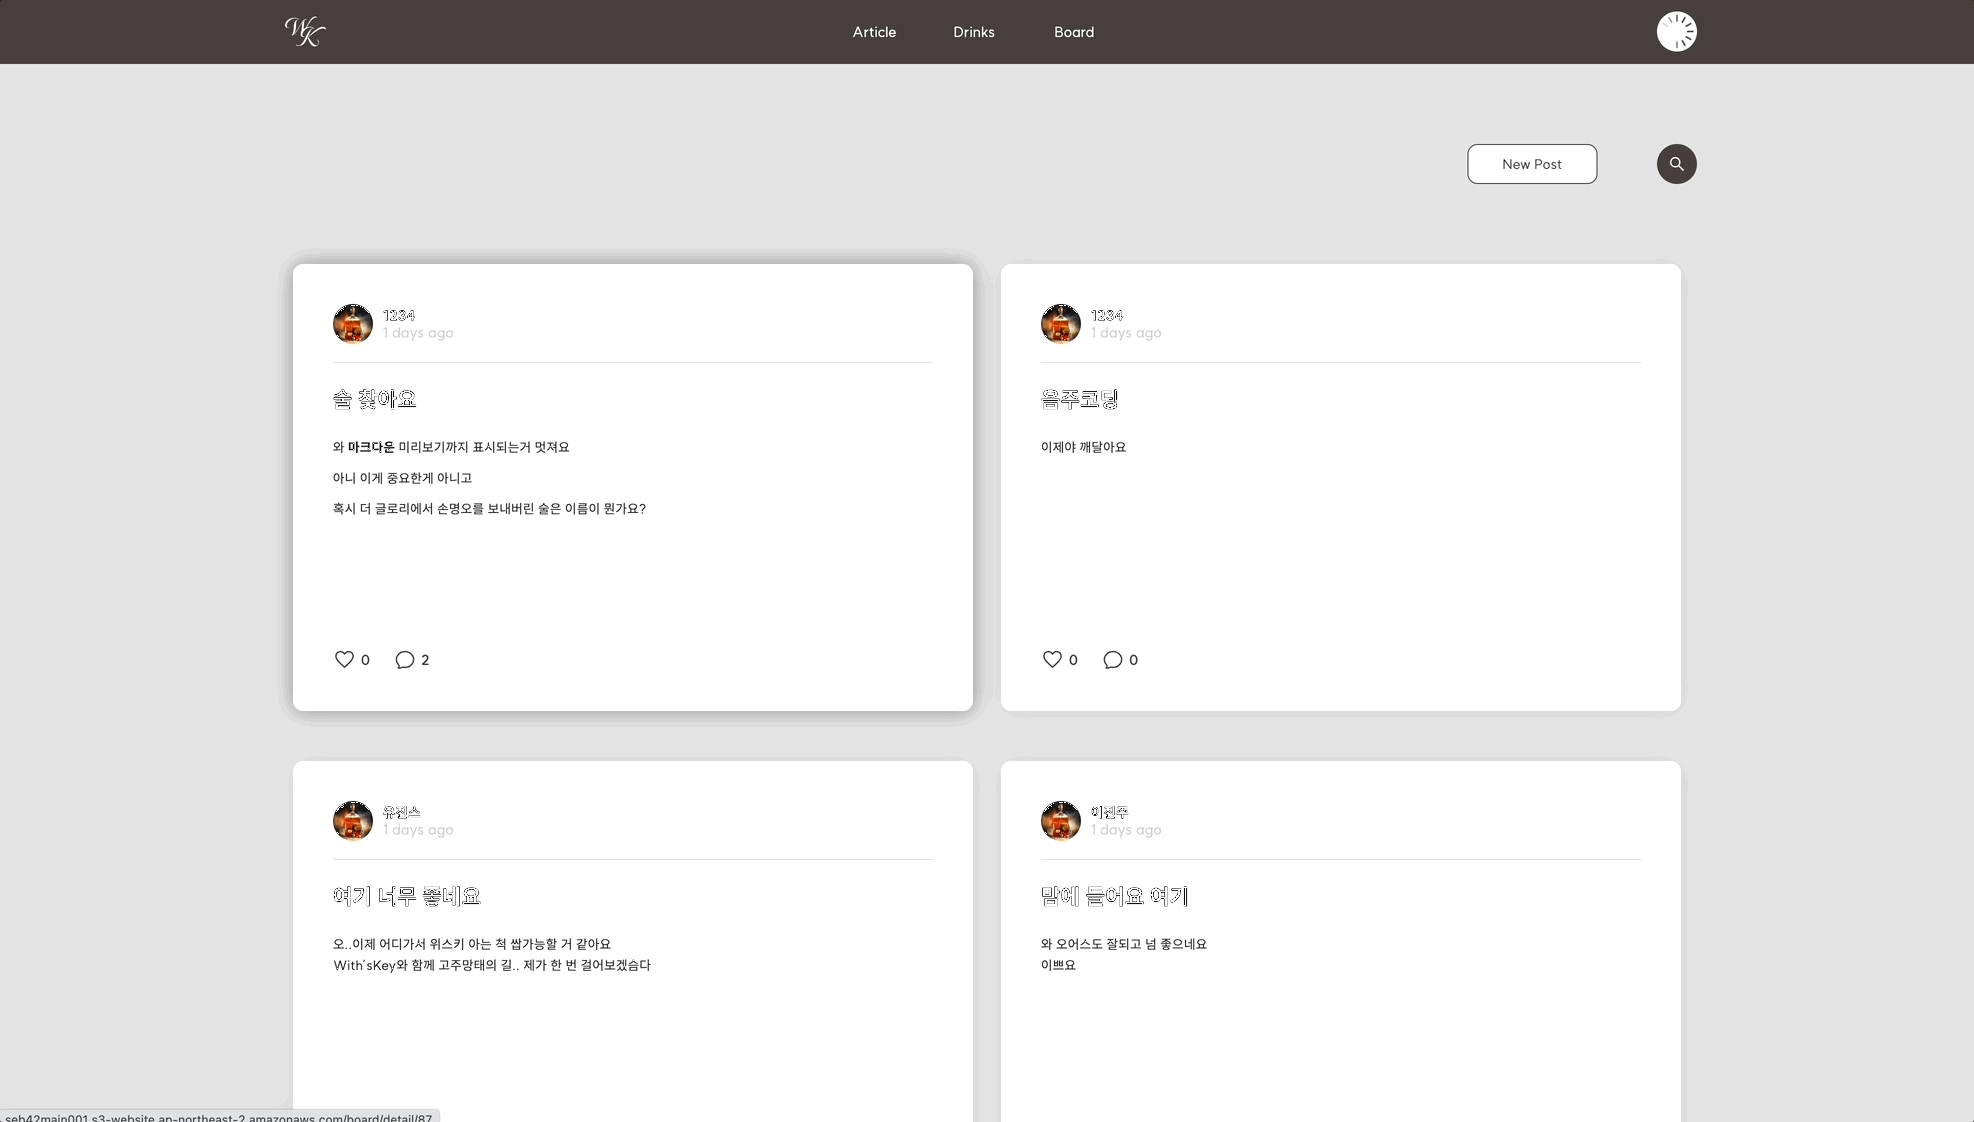 WK
Article
Drinks
Board
New Post
1234
1 days ago
술 찾아요
와 마크다운 미리보기까지 표시되는거 멋져요
아니 이게 중요한게 아니고
혹시 더 글로리에서 손명오를 보내버린 술은 이름이 뭔가요?
0
2
1234
1 days ago
음주코딩
이제야 깨달아요
0
0
유진스
1 days ago
여기 너무 좋네요
오..이제 어디가서 위스키 아는 척 쌉가능할 거 같아요
With'sKey와 함께 고주망태의 길.. 제가 한 번 걸어보겠슴다
이진주
1 days ago
맘에 들어요 여기
와 오어스도 잘되고 넘 좋으네요
이쁘요
seb42main001.s3-website.ap-northeast-2.amazonaws.com/board/detail/87